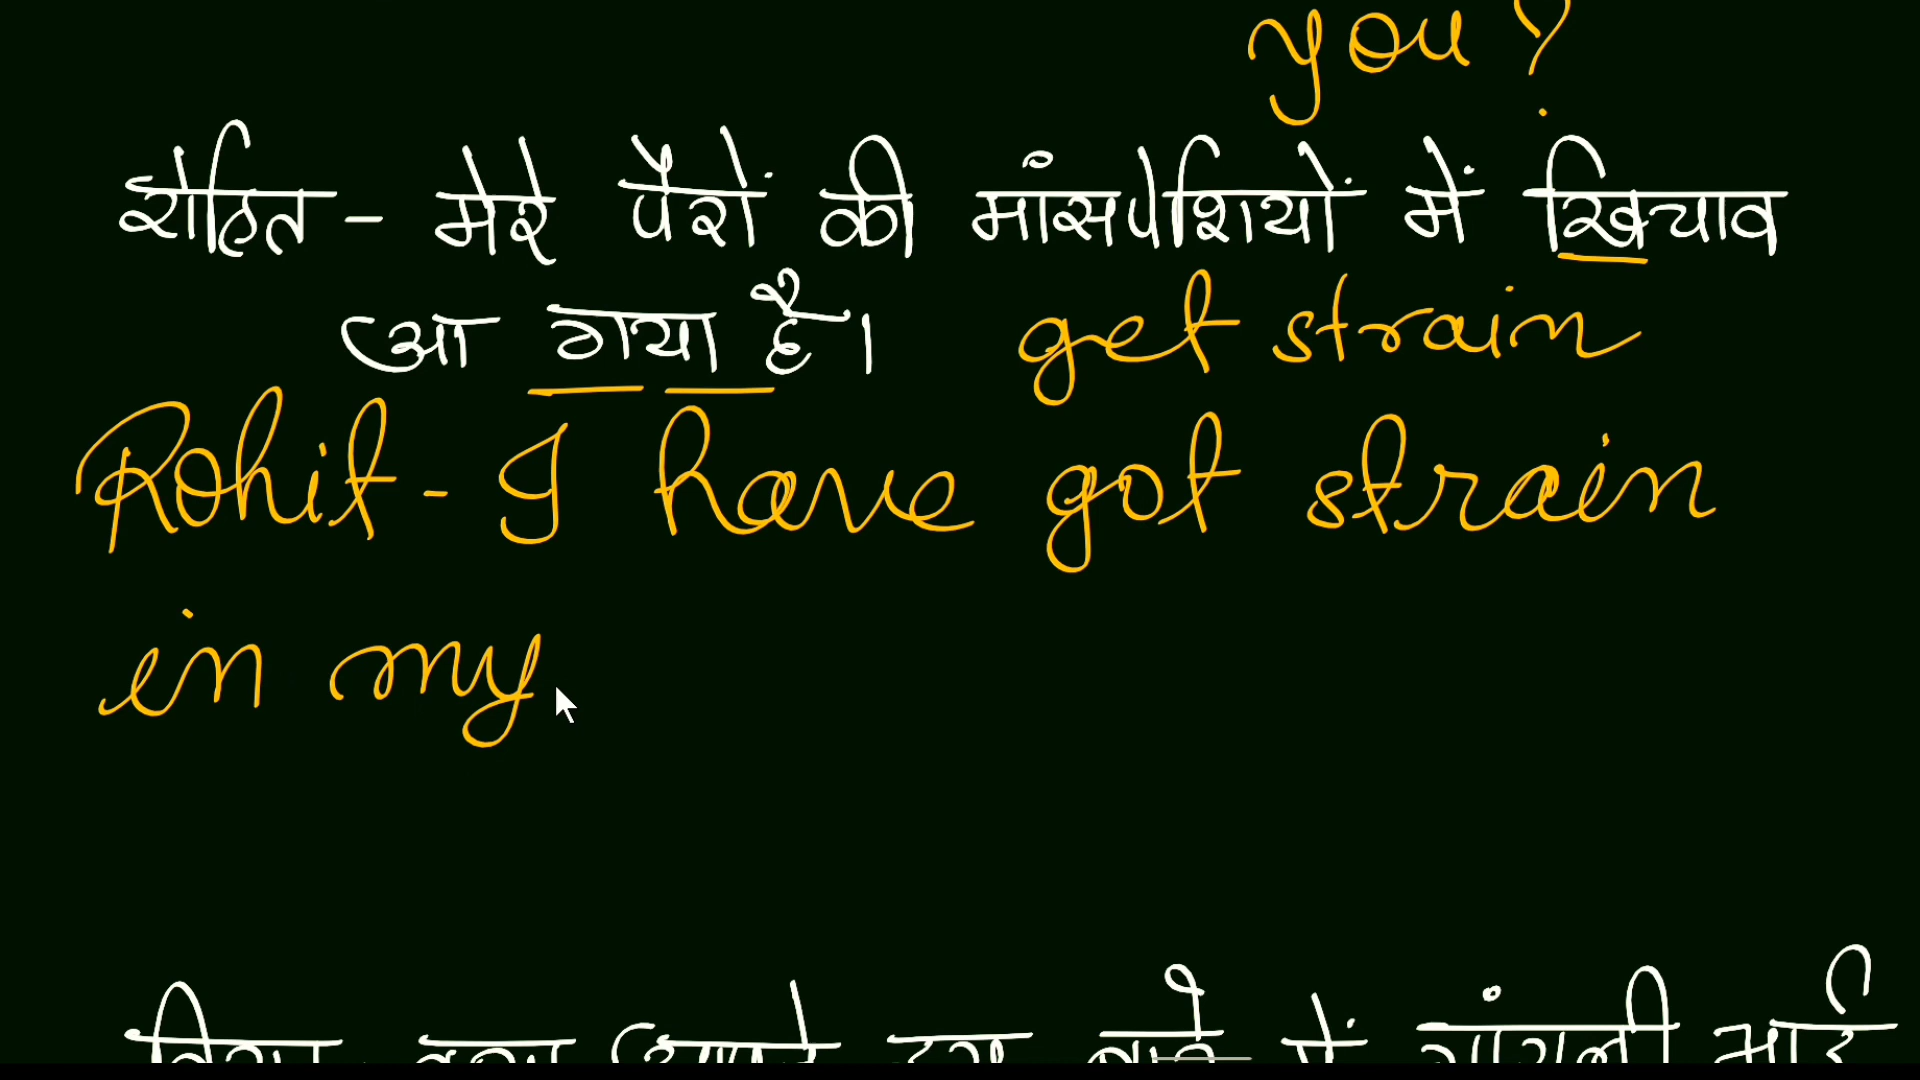 you?
रोहित - मेरे पैरों की मांसपेशियों में खिंचाव
आ गया है। get strain
Rohit - I have got strain
in my